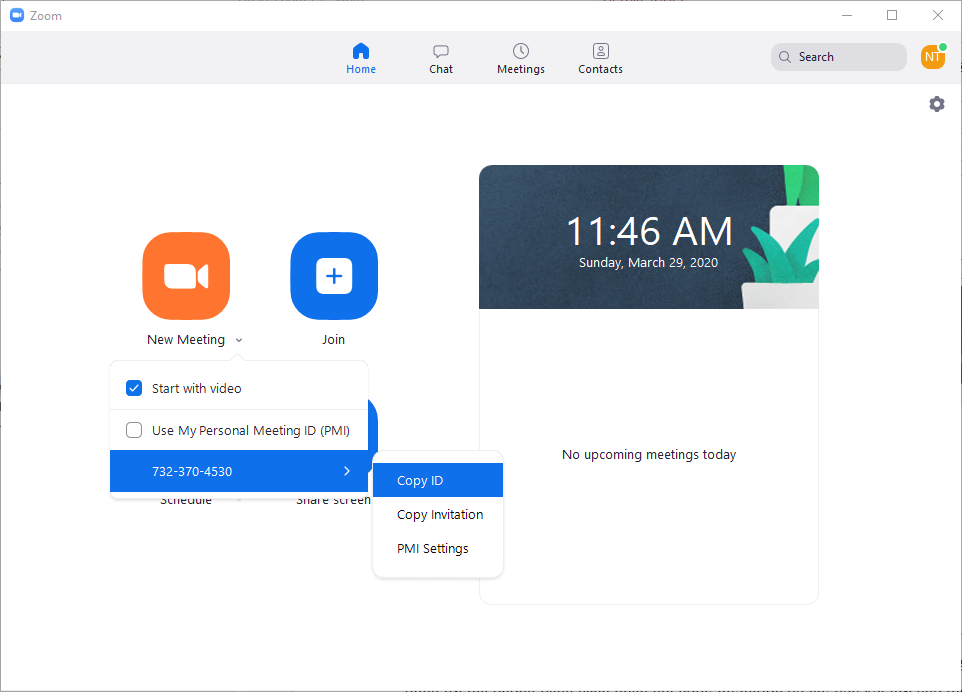 Zoom
Home
Chat
Meetings
Contacts
Search
NT
11:46 AM
Sunday, March 29, 2020
New Meeting
Join
Start with video
Use My Personal Meeting ID (PMI)
732-370-4530
Copy ID
Copy Invitation
PMI Settings
Schedule
Share screen
No upcoming meetings today